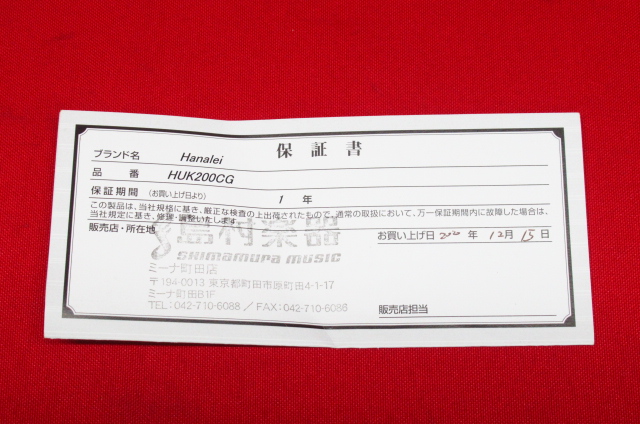 保証書
ブランド名 Hanalei
品番 HUK200CG
保証期間 (お買い上げ日より) 1 年
この製品は、当社規格に基き、厳正な検査の上出荷されたもので、通常の取扱において、万一保証期間内に故障した場合は、
当社規定に基き、修理・調整いたします。
販売店・所在地
島村楽器
SHIMAMURA MUSIC
お買い上げ日 2020 年 12月 15日
ミーナ町田店
〒194-0013 東京都町田市原町田4-1-17
ミーナ町田B1F
TEL:042-710-6088 / FAX:042-710-6086
販売店担当